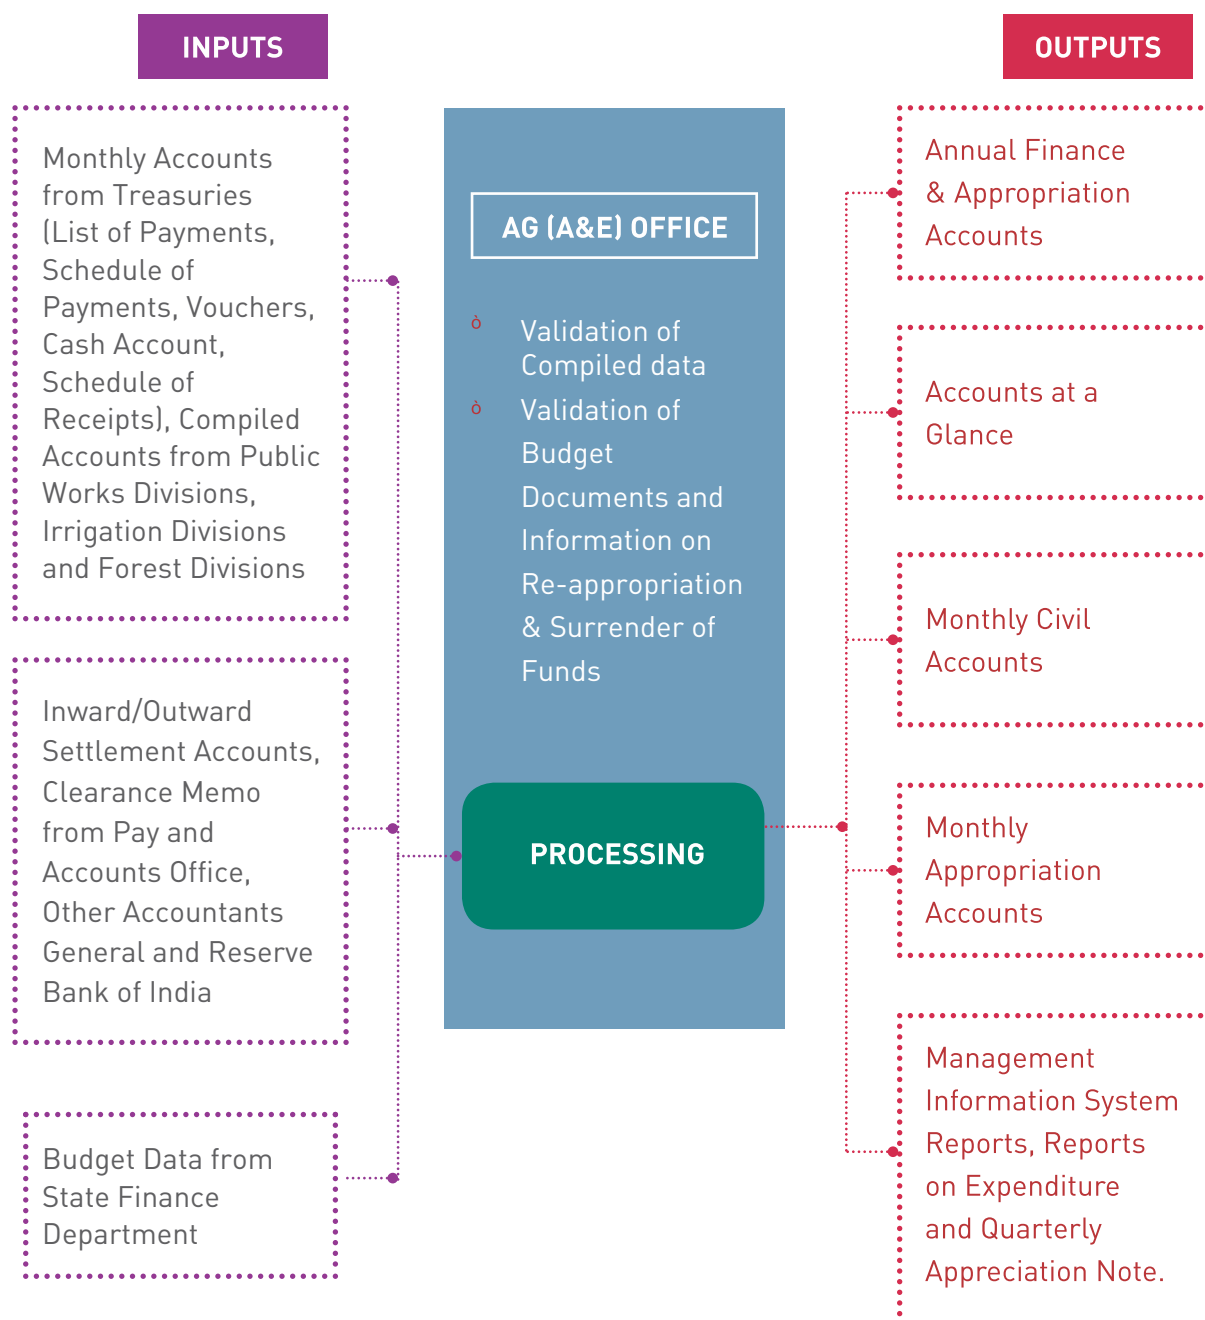 INPUTS
Monthly Accounts
from Treasuries
(List of Payments,
Schedule of
Payments, Vouchers,
Cash Account,
Schedule of
Receipts), Compiled
Accounts from Public
Works Divisions,
Irrigation Divisions
and Forest Divisions
Inward/Outward
Settlement Accounts,
Clearance Memo
from Pay and
Accounts Office,
Other Accountants
General and Reserve
Bank of India
Budget Data from
State Finance
Department
AG (A&E) OFFICE
ò Validation of
Compiled data
ò Validation of
Budget
Documents and
Information on
Re-appropriation
& Surrender of
Funds
PROCESSING
OUTPUTS
Annual Finance
& Appropriation
Accounts
Accounts at a
Glance
Monthly Civil
Accounts
Monthly
Appropriation
Accounts
Management
Information System
Reports, Reports
on Expenditure
and Quarterly
Appreciation Note.